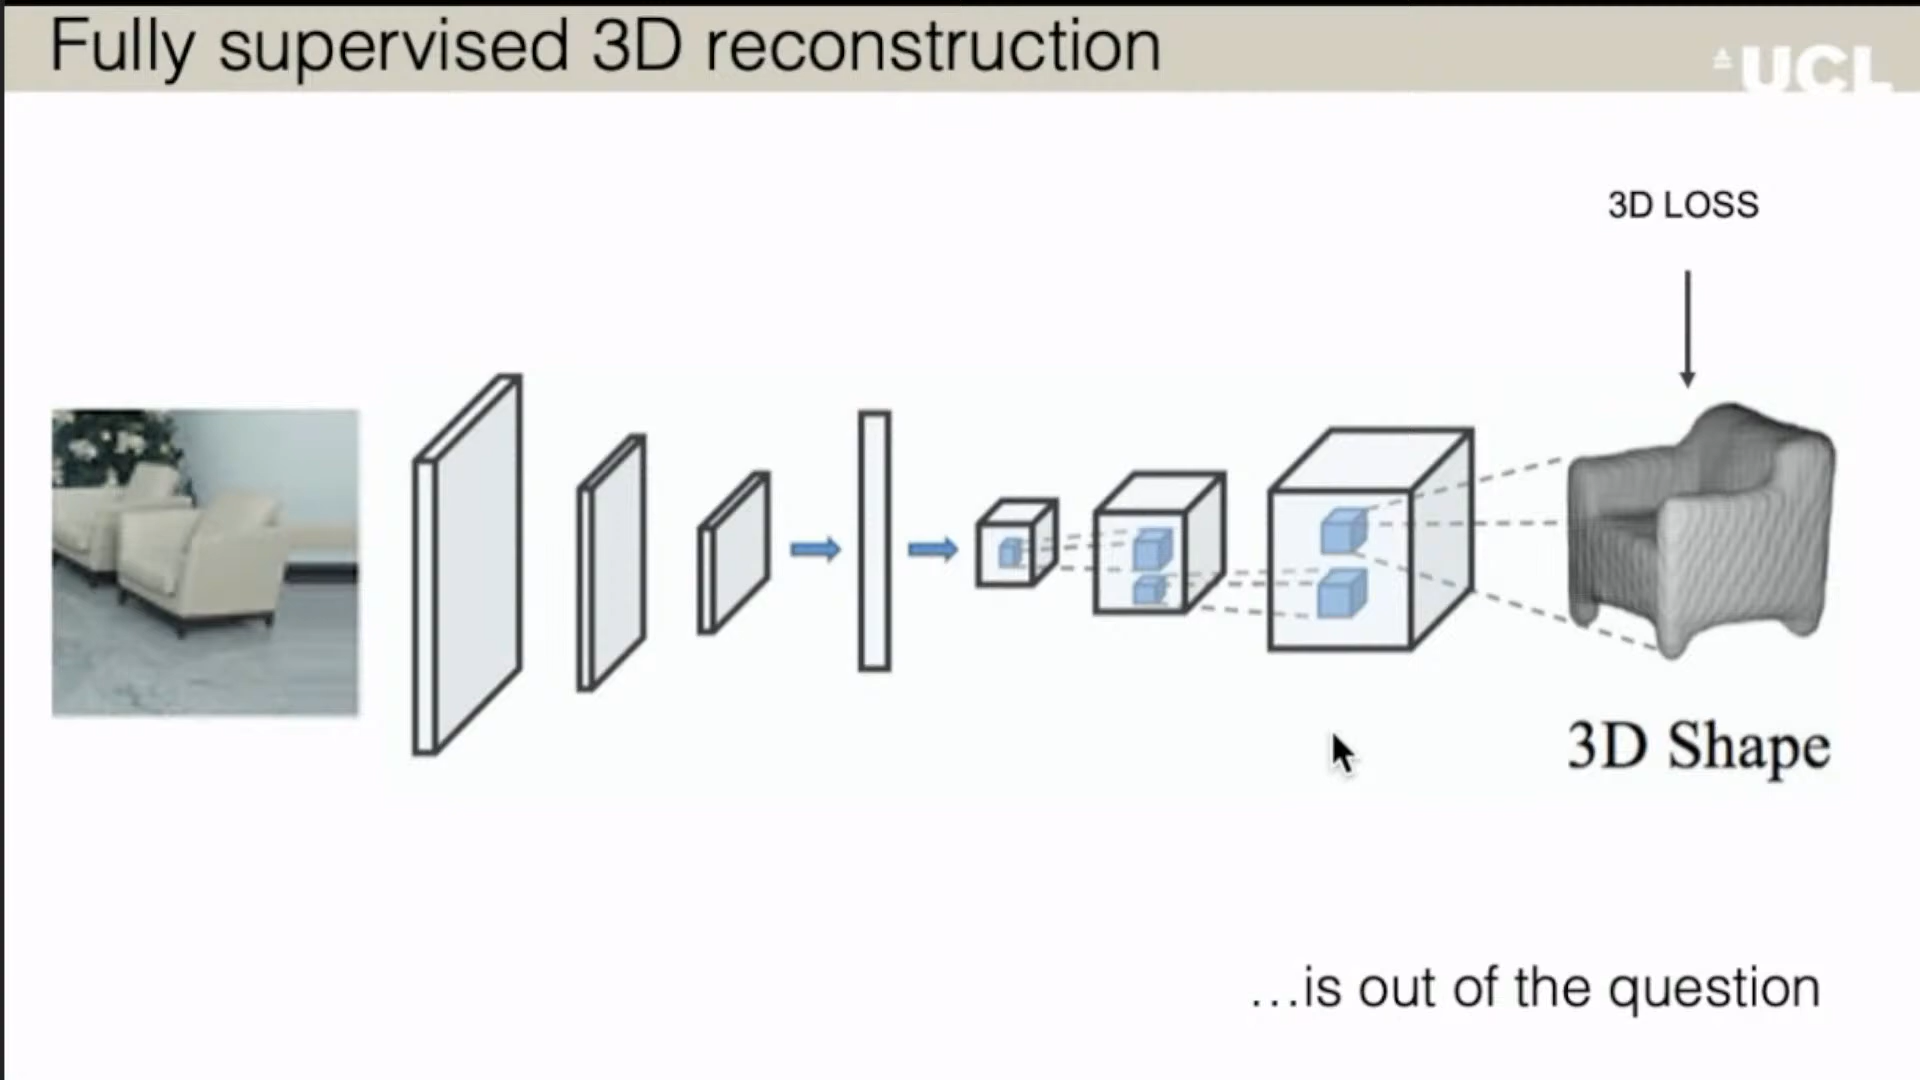 Fully supervised 3D reconstruction
UCL
3D LOSS
3D Shape
...is out of the question